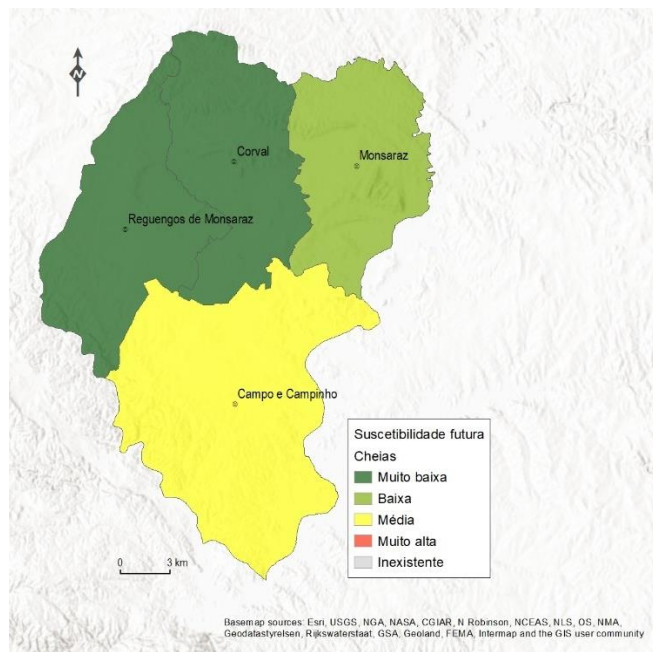 N
Corval
Monsaraz
Reguengos de Monsaraz
Campo e Campinho
Suscetibilidade futura
Cheias
Muito baixa
Baixa
Média
Muito alta
Inexistente
0 3 km
Basemap sources: Esri, USGS, NGA, NASA, CGIAR, N Robinson, NCEAS, NLS, OS, NMA,
Geodatastyrelsen, Rijkswaterstaat, GSA, Geoland, FEMA, Intermap and the GIS user community